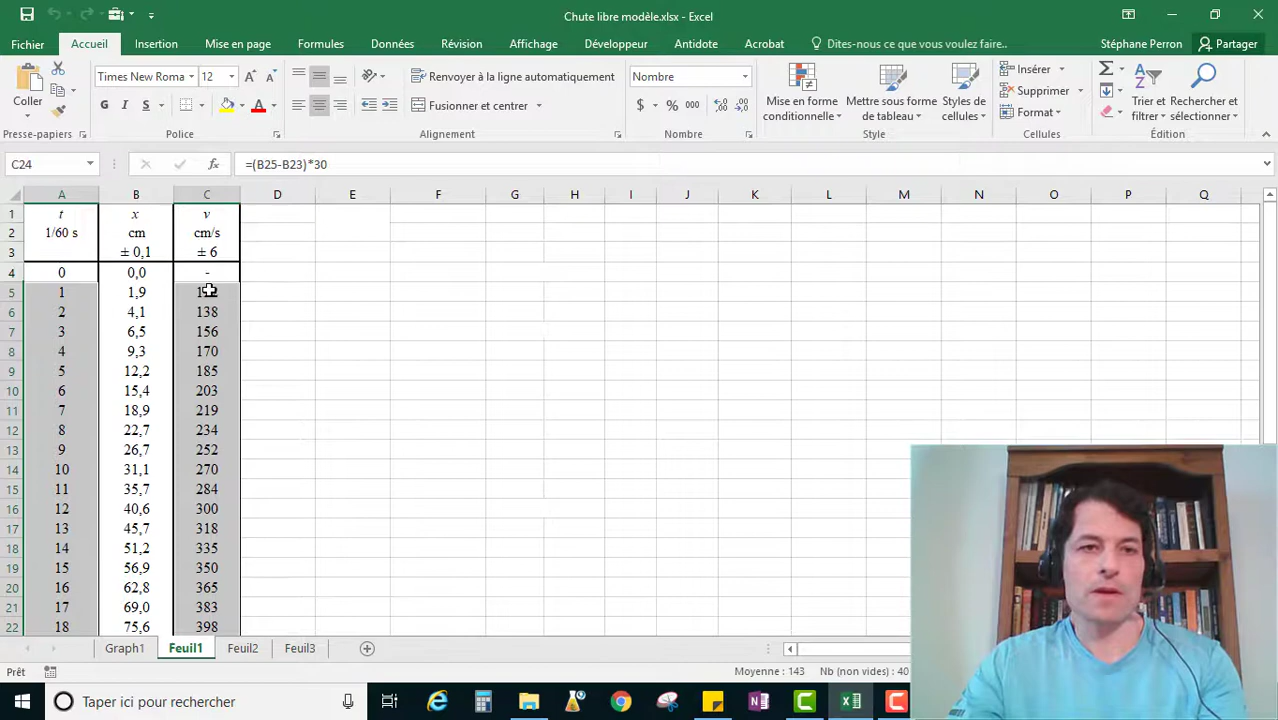 Chute libre modèle.xlsx - Excel
Fichier Accueil Insertion Mise en page Formules Données Révision Affichage Développeur Antidote Acrobat Dites-nous ce que vous voulez faire... Stéphane Perron Partager
Times New Roma 12 Renvoyer à la ligne automatiquement Nombre Insérer
Coller G I S A Fusionner et centrer $ % 000 Mise en forme conditionnelle Mettre sous forme de tableau Styles de cellules Supprimer Format Trier et filtrer Rechercher et sélectionner
Presse-papiers Police Alignement Nombre Style Cellules Édition
C24 fx =(B25-B23)*30
A B C D E F G H I J K L M N O P Q
1 t x v
2 1/60 s cm cm/s
3 ± 0,1 ± 6
4 0 0,0 -
5 1 1,9
6 2 4,1 138
7 3 6,5 156
8 4 9,3 170
9 5 12,2 185
10 6 15,4 203
11 7 18,9 219
12 8 22,7 234
13 9 26,7 252
14 10 31,1 270
15 11 35,7 284
16 12 40,6 300
17 13 45,7 318
18 14 51,2 335
19 15 56,9 350
20 16 62,8 365
21 17 69,0 383
22 18 75,6 398
Graph1 Feuil1 Feuil2 Feuil3
Prêt Moyenne : 143 Nb (non vides) : 40
Taper ici pour rechercher